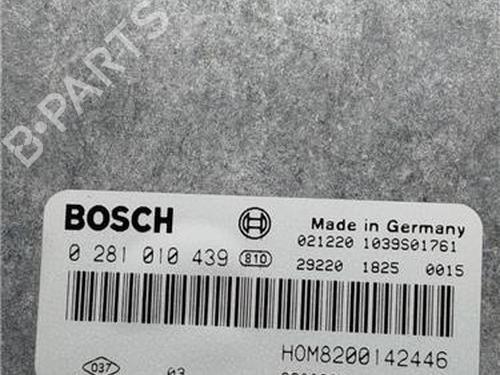 B-PARTS
BOSCH
Made in Germany
021220 1039S01761
0 281 010 439 810
29220 1825 0015
HOM8200142446
037 03